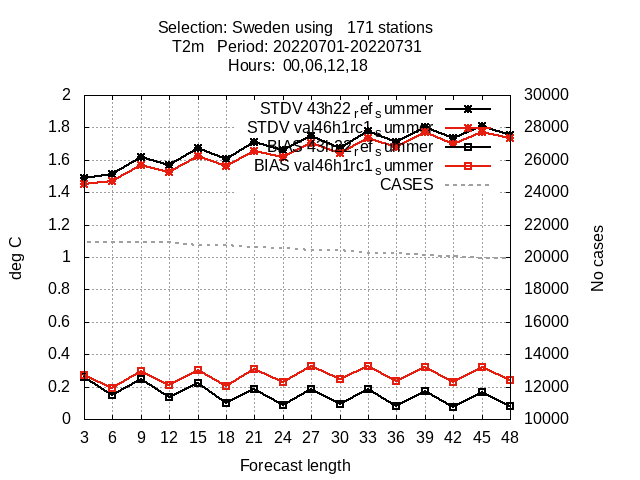 Selection: Sweden using   171 stations
T2m   Period: 20220701-20220731
Hours:  00,06,12,18
2 30000
STDV 43h22_ref_summer
1.8 STDV val46h1rc1_summer 28000
BIAS 43h22_ref_summer
1.6 BIAS val46h1rc1_summer 26000
1.4 CASES 24000
1.2 22000
deg C 1 20000 No cases
0.8 18000
0.6 16000
0.4 14000
0.2 12000
0 10000
3 6 9 12 15 18 21 24 27 30 33 36 39 42 45 48
Forecast length